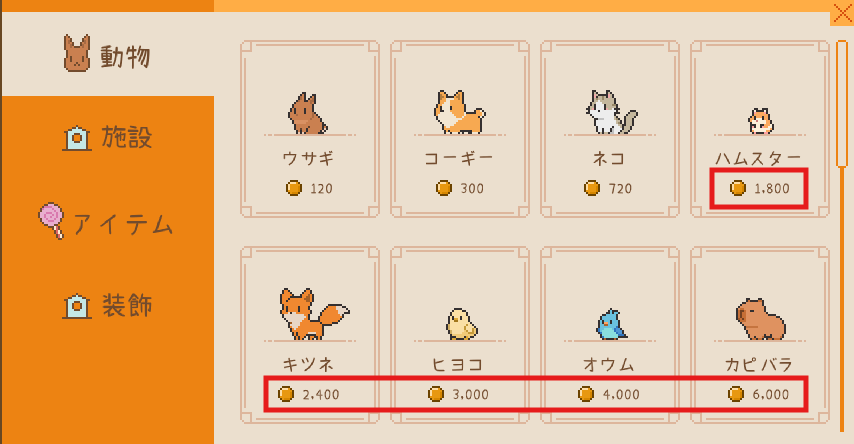 動物
施設
アイテム
装飾
ウサギ
120
コーギー
300
ネコ
720
ハムスター
1.800
キツネ
2.400
ヒヨコ
3.000
オウム
4.000
カピバラ
6.000